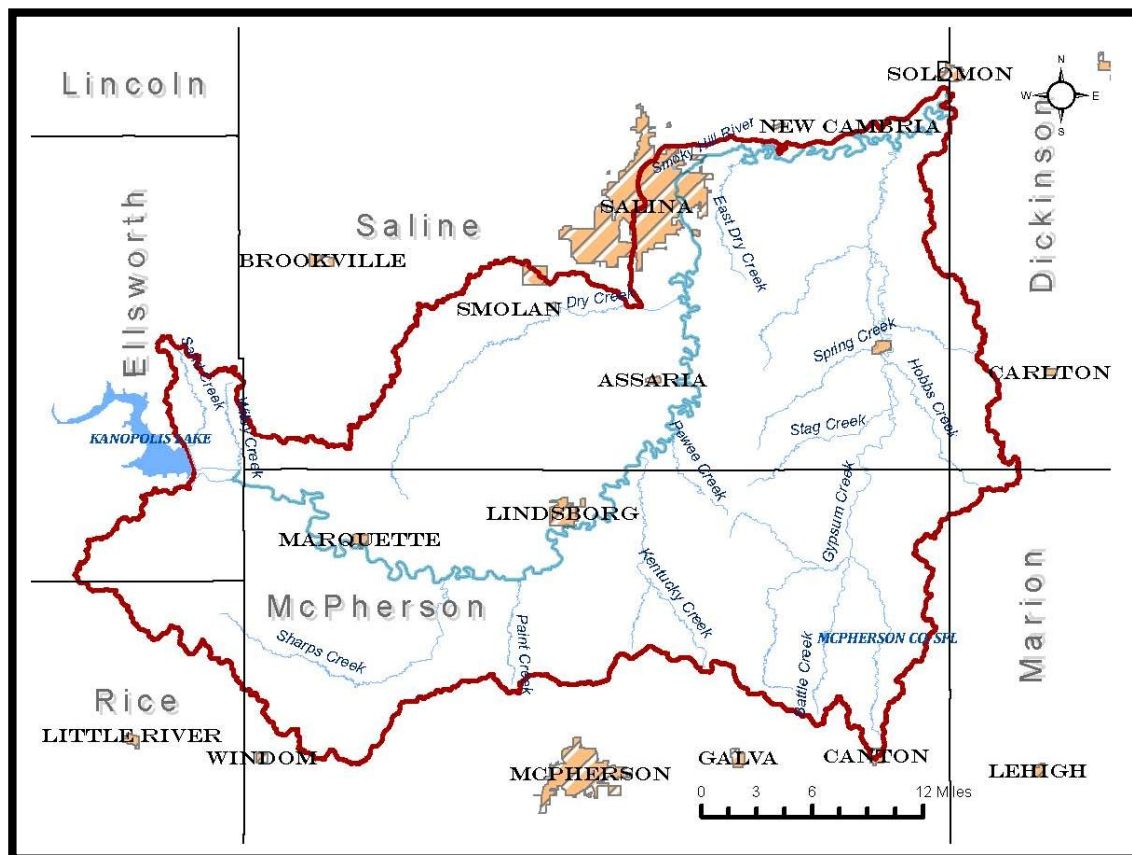 Lincoln
SOLOMON
N
W
E
S
Dickinson
NEW CAMBRIA
Smoky Hill River
Ellsworth
Saline
SALINA
East Dry Creek
BROOKVILLE
SMOLAN
Dry Creek
Sand Creek
Spring Creek
Hobbs Creek
CARLTON
ASSARIA
Wiley Creek
KANOPOLIS LAKE
Stag Creek
Pewee Creek
LINDSBORG
Gypsum Creek
MARQUETTE
McPherson
Kentucky Creek
Marion
Paint Creek
Sharps Creek
MCPHERSON CO. SFL
Battle Creek
Rice
LITTLE RIVER
WINDOM
MCPHERSON
GALVA
CANTON
LEHIGH
0 3 6 12 Miles